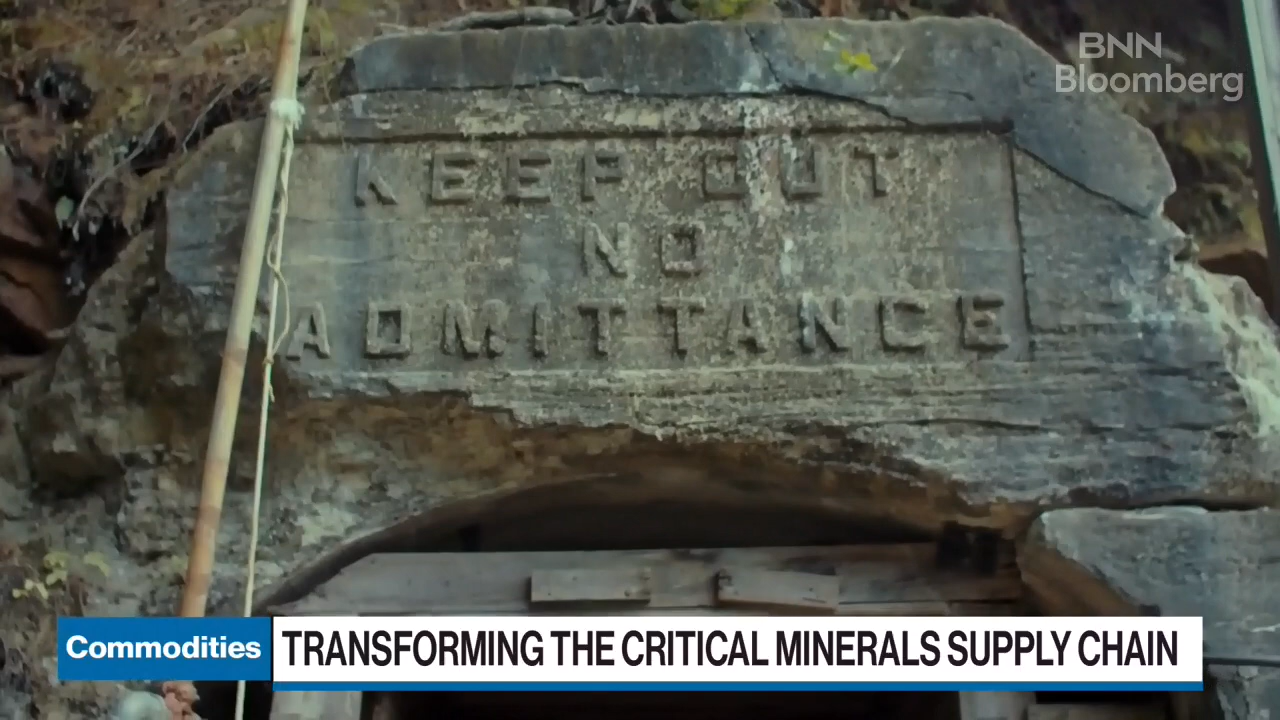 BNN
Bloomberg
KEEP OUT
NO
ADMITTANCE
Commodities
TRANSFORMING THE CRITICAL MINERALS SUPPLY CHAIN